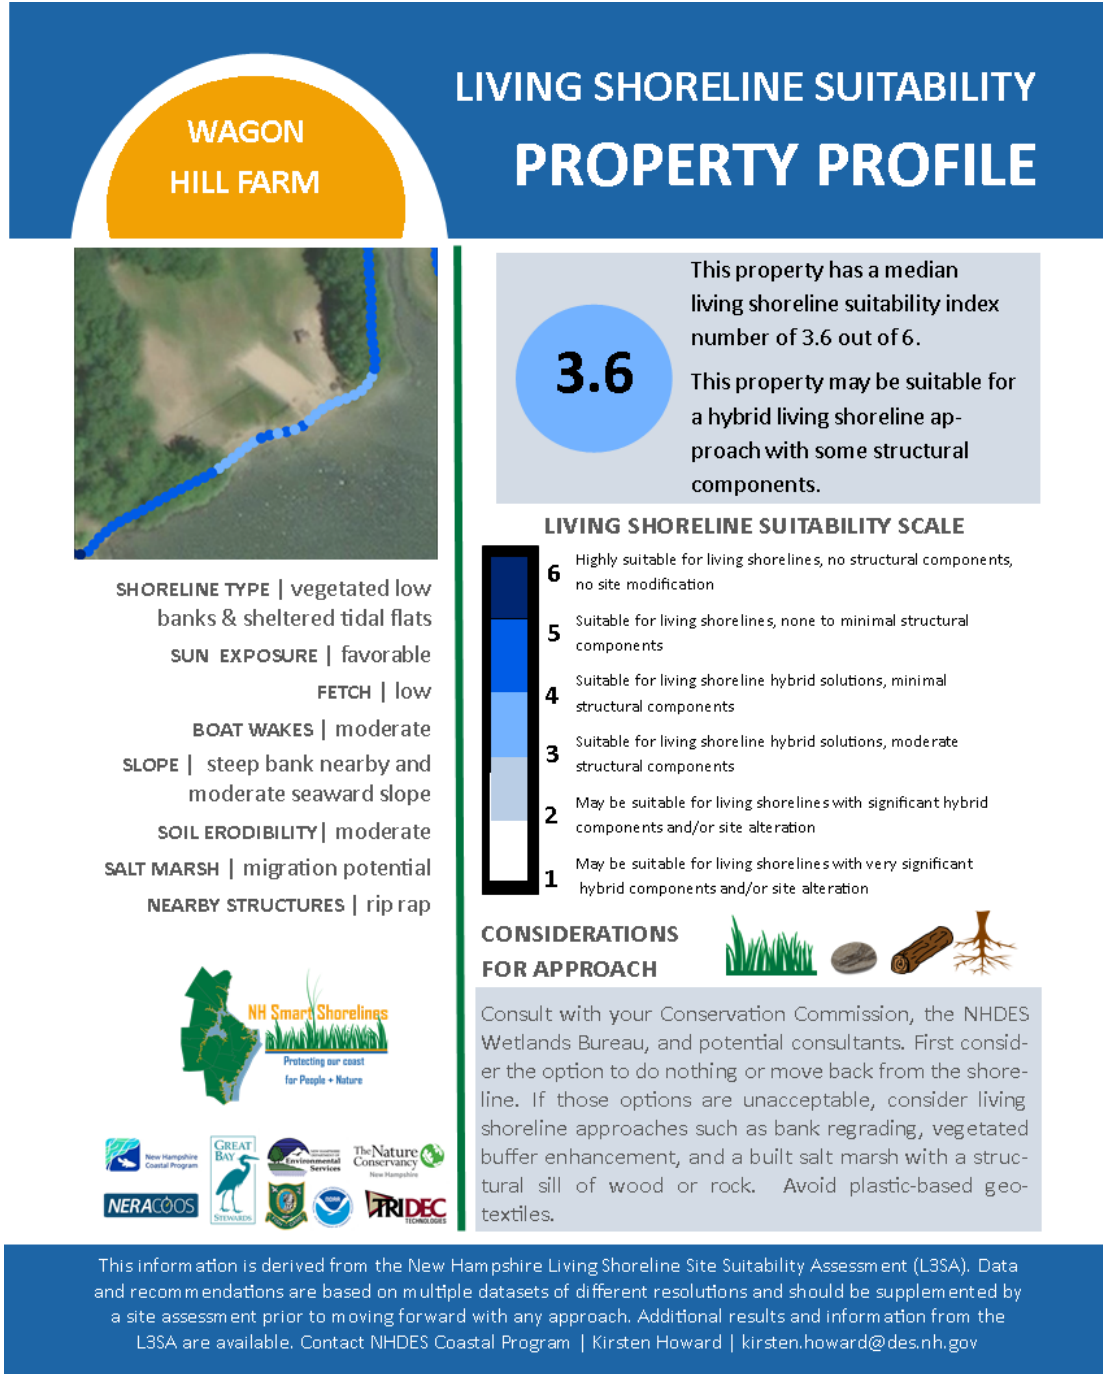 WAGON
HILL FARM
LIVING SHORELINE SUITABILITY
PROPERTY PROFILE
This property has a median
living shoreline suitability index
number of 3.6 out of 6.
3.6
This property may be suitable for
a hybrid living shoreline ap-
proach with some structural
components.
LIVING SHORELINE SUITABILITY SCALE
6 Highly suitable for living shorelines, no structural components,
no site modification
5 Suitable for living shorelines, none to minimal structural
components
4 Suitable for living shoreline hybrid solutions, minimal
structural components
3 Suitable for living shoreline hybrid solutions, moderate
structural components
2 May be suitable for living shorelines with significant hybrid
components and/or site alteration
1 May be suitable for living shorelines with very significant
hybrid components and/or site alteration
SHORELINE TYPE | vegetated low
banks & sheltered tidal flats
SUN EXPOSURE | favorable
FETCH | low
BOAT WAKES | moderate
SLOPE | steep bank nearby and
moderate seaward slope
SOIL ERODIBILITY | moderate
SALT MARSH | migration potential
NEARBY STRUCTURES | rip rap
CONSIDERATIONS
FOR APPROACH
Consult with your Conservation Commission, the NHDES
Wetlands Bureau, and potential consultants. First consid-
er the option to do nothing or move back from the shore-
line. If those options are unacceptable, consider living
shoreline approaches such as bank regrading, vegetated
buffer enhancement, and a built salt marsh with a struc-
tural sill of wood or rock. Avoid plastic-based geo-
textiles.
NH Smart Shorelines
Protecting our coast
for People + Nature
New Hampshire
Coastal Program
GREAT
BAY
STEWARDS
Environmental
Services
The Nature
Conservancy
New Hampshire
NERACOOS
NOAA
TRIDEC
TECHNOLOGIES
This information is derived from the New Hampshire Living Shoreline Site Suitability Assessment (L3SA). Data
and recommendations are based on multiple datasets of different resolutions and should be supplemented by
a site assessment prior to moving forward with any approach. Additional results and information from the
L3SA are available. Contact NHDES Coastal Program | Kirsten Howard | kirsten.howard@des.nh.gov